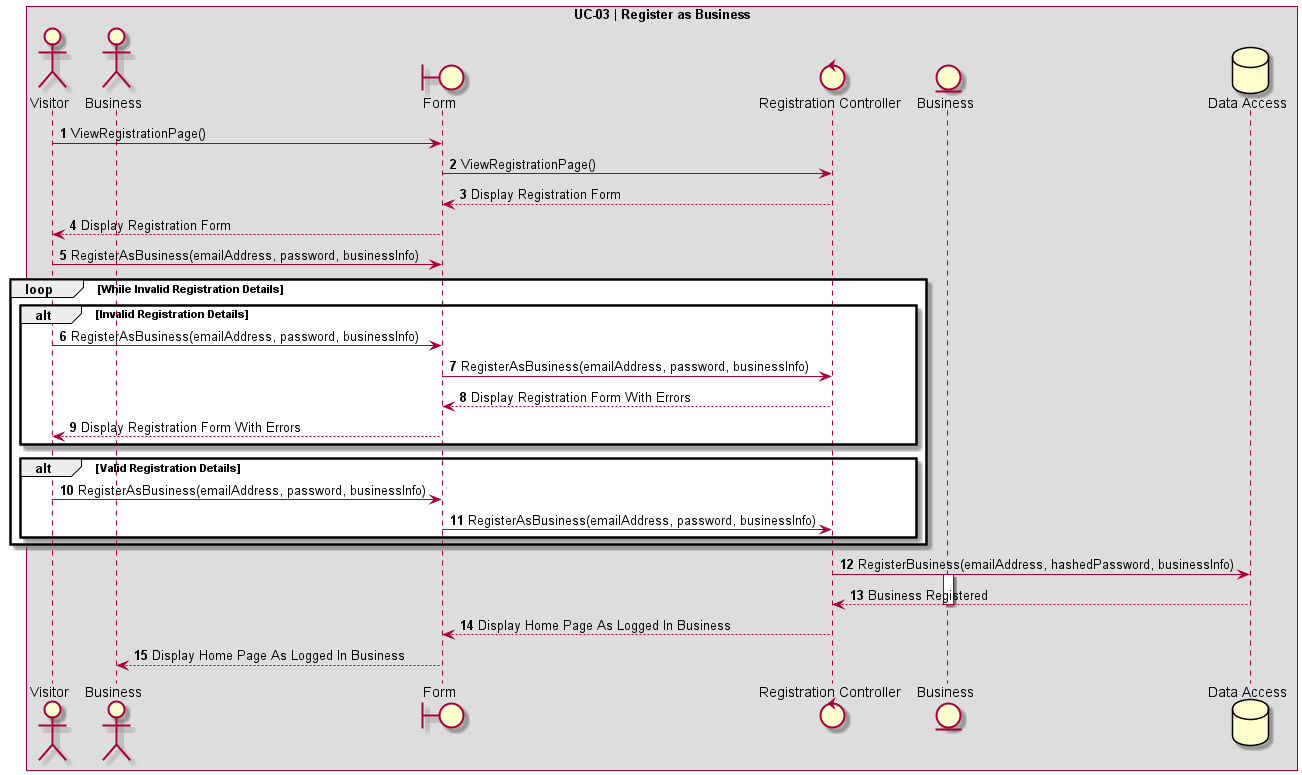 UC-03 | Register as Business
Visitor Business Form Registration Controller Business Data Access
1 ViewRegistrationPage()
2 ViewRegistrationPage()
3 Display Registration Form
4 Display Registration Form
5 RegisterAsBusiness(emailAddress, password, businessInfo)
loop [While Invalid Registration Details]
alt [Invalid Registration Details]
6 RegisterAsBusiness(emailAddress, password, businessInfo)
7 RegisterAsBusiness(emailAddress, password, businessInfo)
8 Display Registration Form With Errors
9 Display Registration Form With Errors
alt [Valid Registration Details]
10 RegisterAsBusiness(emailAddress, password, businessInfo)
11 RegisterAsBusiness(emailAddress, password, businessInfo)
12 RegisterBusiness(emailAddress, hashedPassword, businessInfo)
13 Business Registered
14 Display Home Page As Logged In Business
15 Display Home Page As Logged In Business
Visitor Business Form Registration Controller Business Data Access